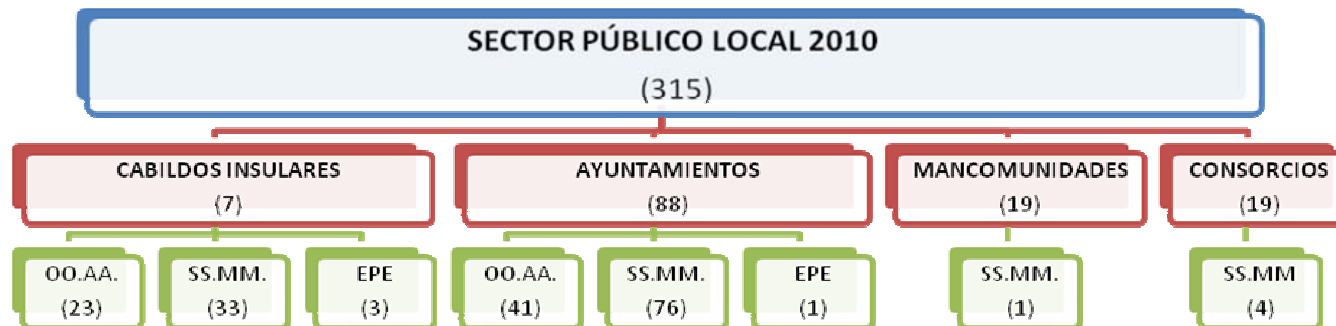 SECTOR PÚBLICO LOCAL 2010
(315)
CABILDOS INSULARES
(7)
AYUNTAMIENTOS
(88)
MANCOMUNIDADES
(19)
CONSORCIOS
(19)
OO.AA.
(23)
SS.MM.
(33)
EPE
(3)
OO.AA.
(41)
SS.MM.
(76)
EPE
(1)
SS.MM.
(1)
SS.MM
(4)